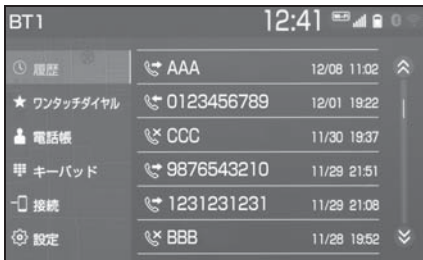 BT1 12:41 Wi-Fi
履歴
AAA 12/08 11:02
ワンタッチダイヤル
0123456789 12/01 19:22
電話帳
CCC 11/30 19:37
キーパッド
9876543210 11/29 21:51
接続
1231231231 11/29 21:08
設定
BBB 11/28 19:52